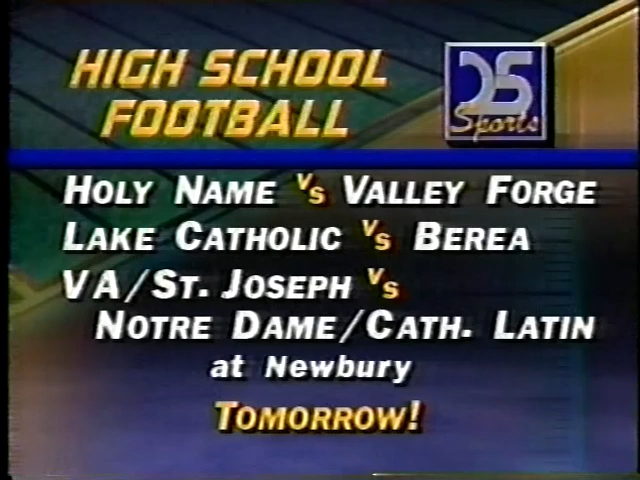 HIGH SCHOOL
FOOTBALL
25
Sports
HOLY NAME VS VALLEY FORGE
LAKE CATHOLIC VS BEREA
VA/ST. JOSEPH VS
NOTRE DAME/CATH. LATIN
at Newbury
TOMORROW!